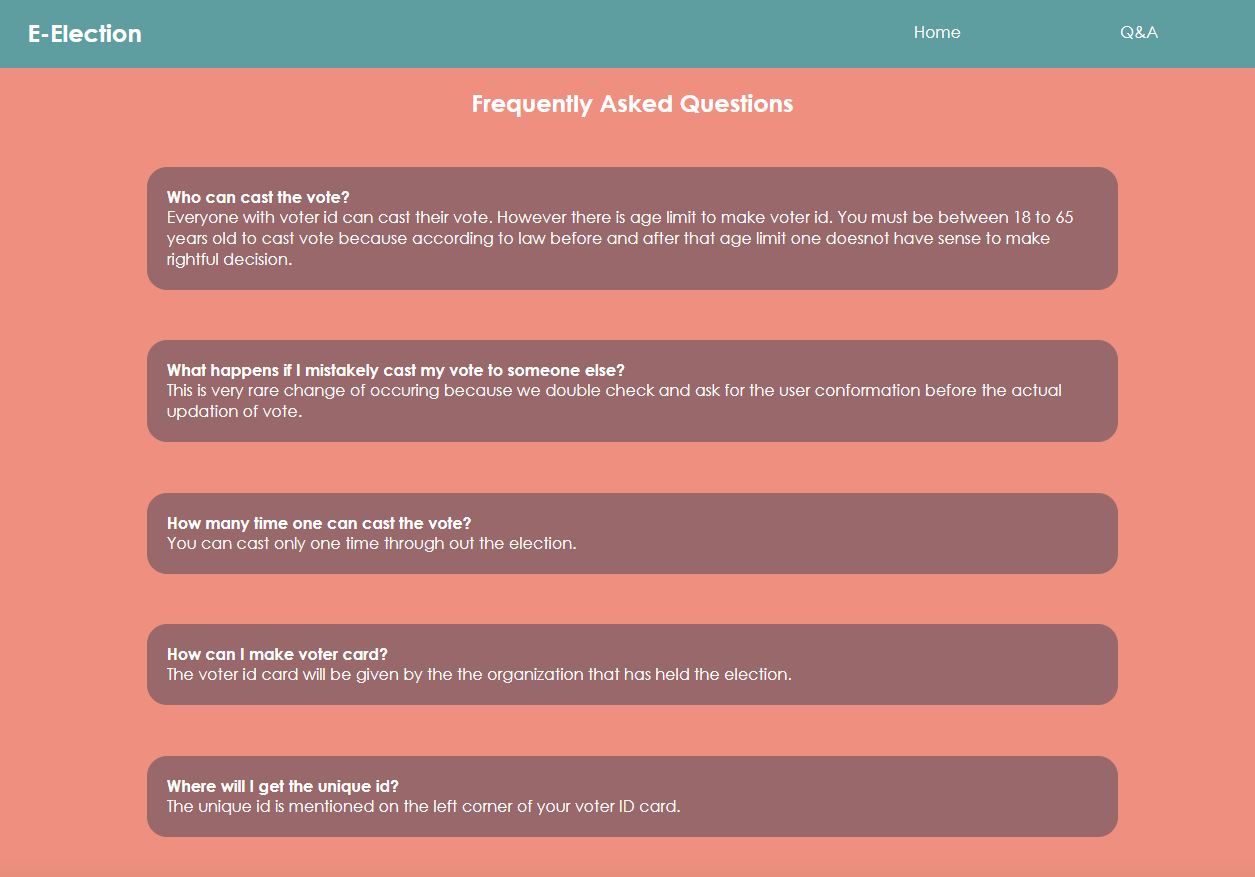 E-Election
Home
Q&A
Frequently Asked Questions
Who can cast the vote?
Everyone with voter id can cast their vote. However there is age limit to make voter id. You must be between 18 to 65
years old to cast vote because according to law before and after that age limit one doesnot have sense to make
rightful decision.
What happens if I mistakely cast my vote to someone else?
This is very rare change of occuring because we double check and ask for the user conformation before the actual
updation of vote.
How many time one can cast the vote?
You can cast only one time through out the election.
How can I make voter card?
The voter id card will be given by the the organization that has held the election.
Where will I get the unique id?
The unique id is mentioned on the left corner of your voter ID card.